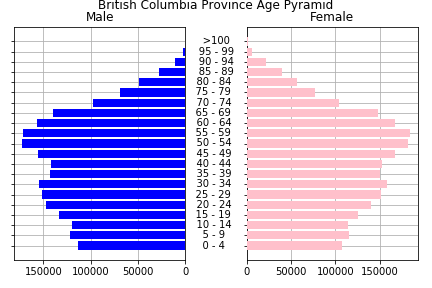 British Columbia Province Age Pyramid
Male
Female
>100
95 - 99
90 - 94
85 - 89
80 - 84
75 - 79
70 - 74
65 - 69
60 - 64
55 - 59
50 - 54
45 - 49
40 - 44
35 - 39
30 - 34
25 - 29
20 - 24
15 - 19
10 - 14
5 - 9
0 - 4
150000 100000 50000 0
0 50000 100000 150000